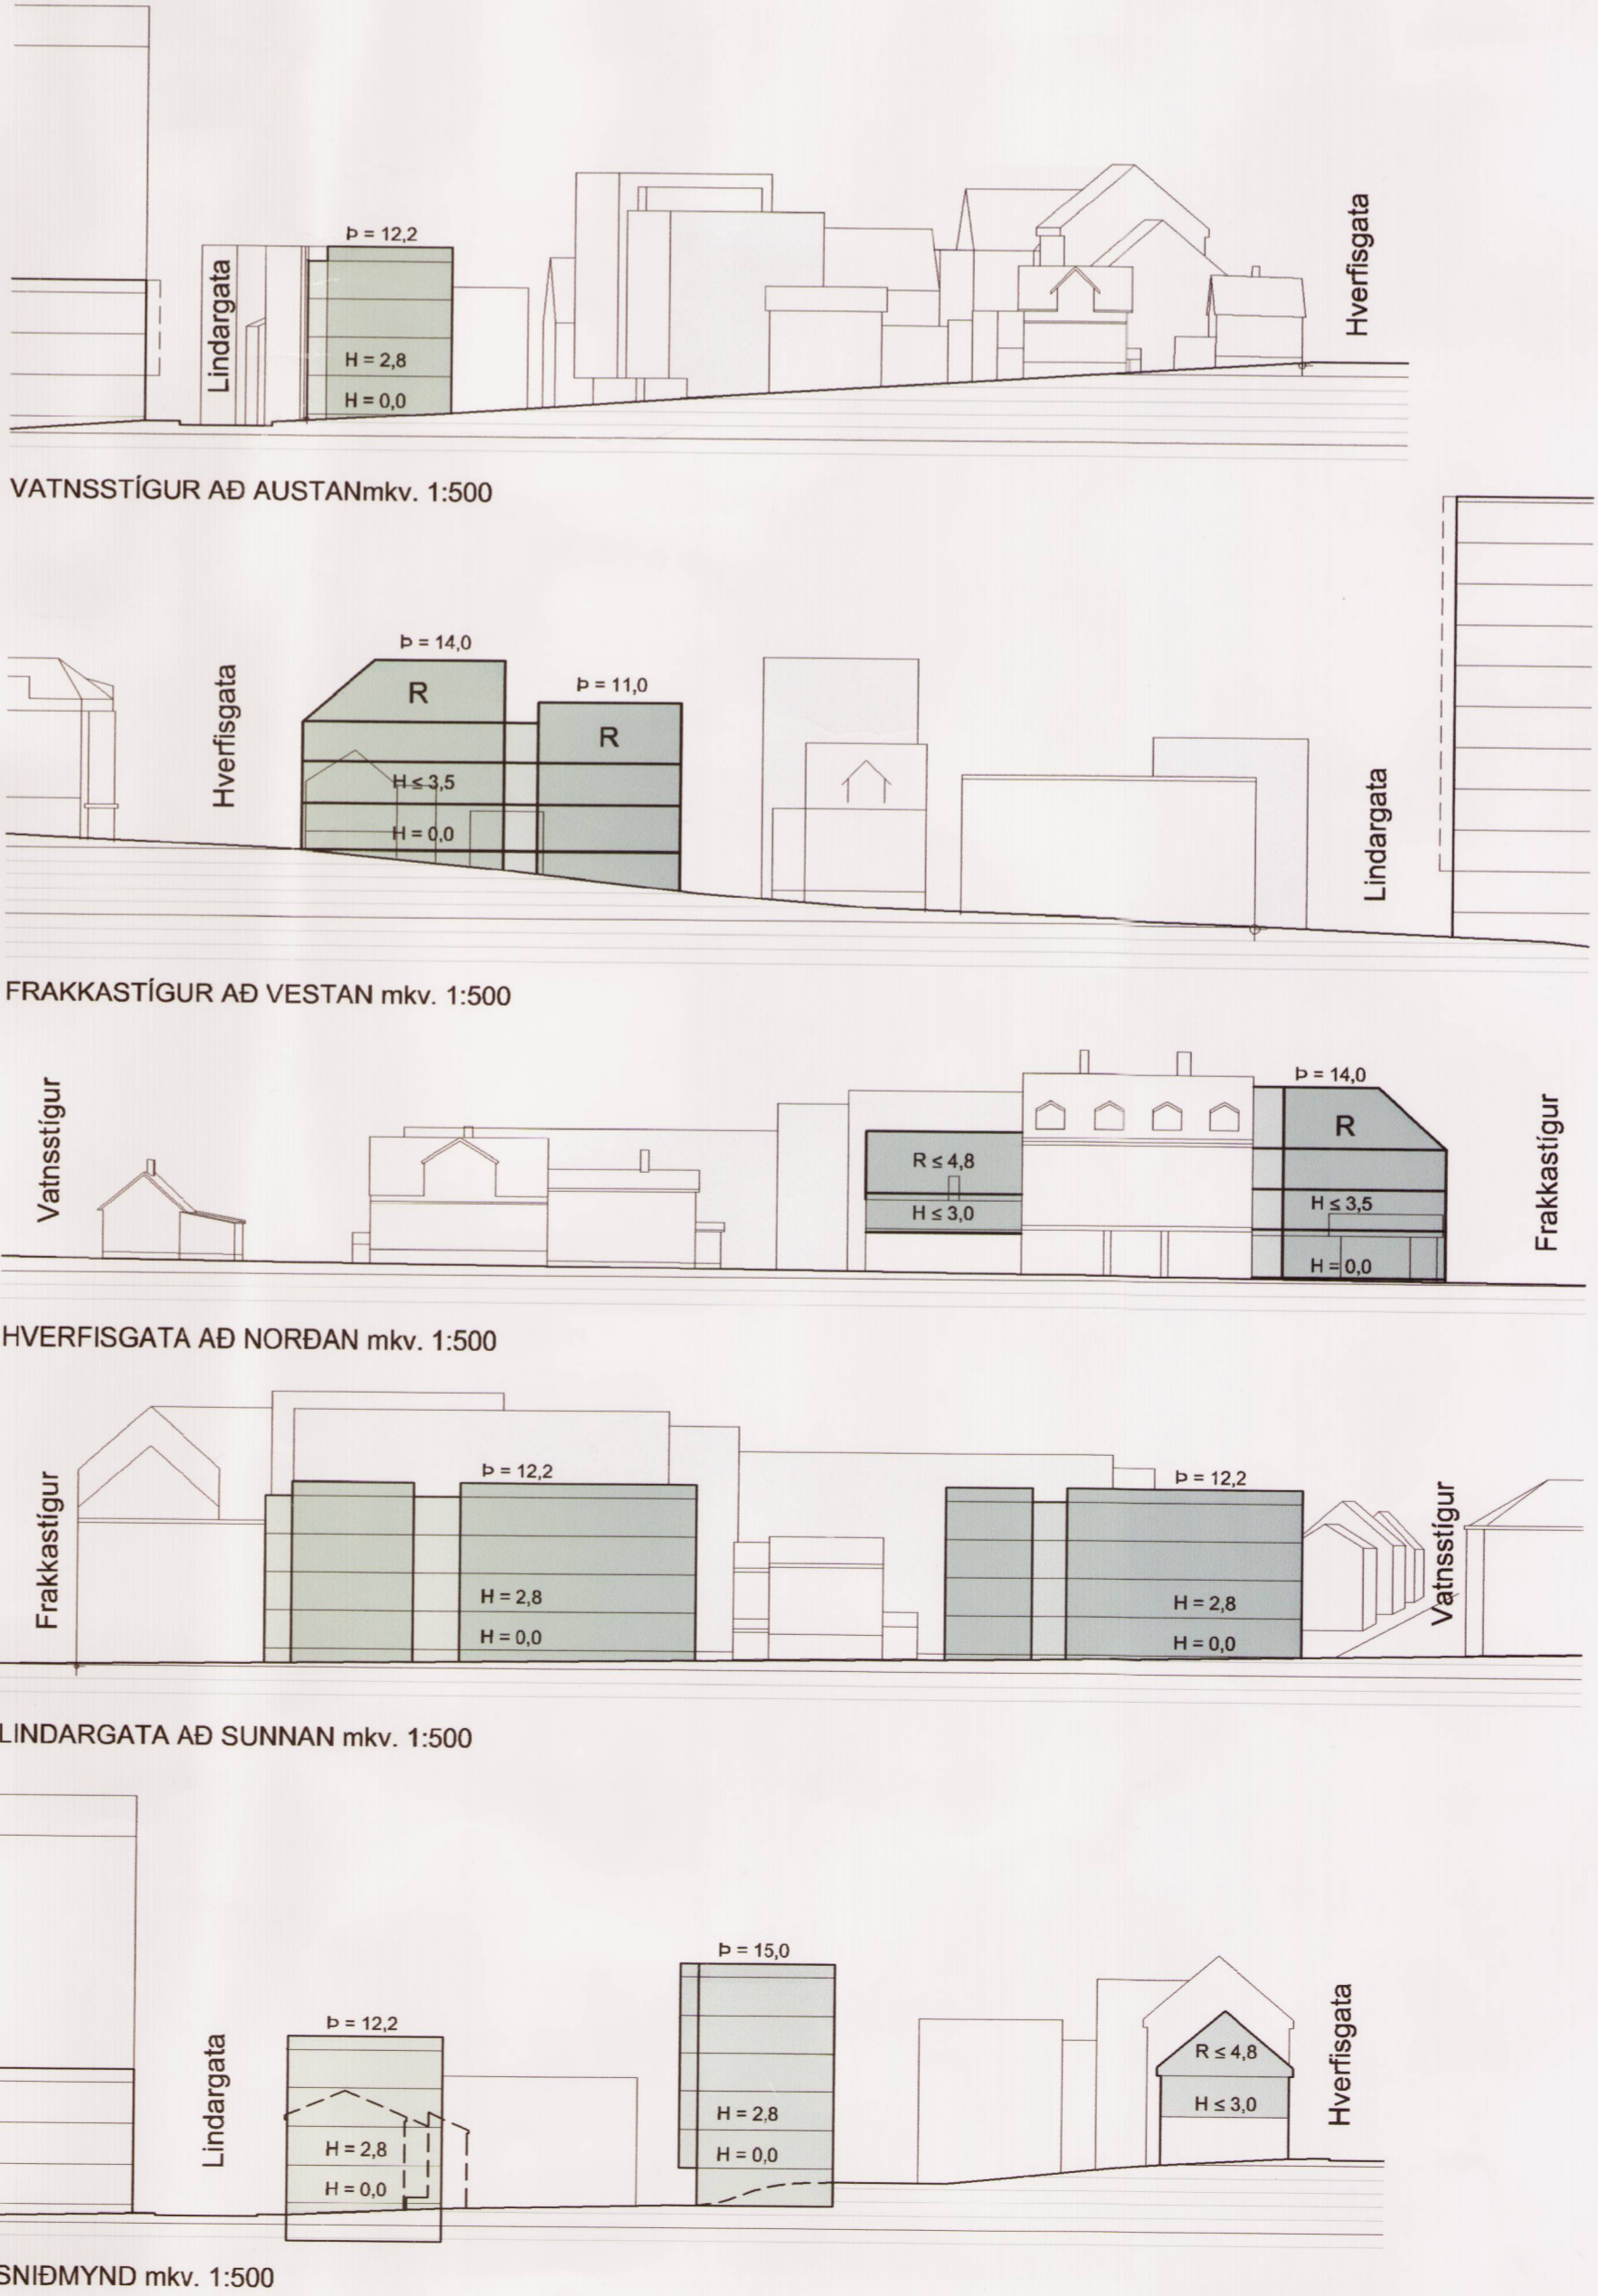 Þ = 12,2
Lindargata
Hverfisgata
H = 2,8
H = 0,0
VATNSSTÍGUR AÐ AUSTANmkv. 1:500
Þ = 14,0
Þ = 11,0
Hverfisgata
R
R
H ≤ 3,5
H = 0,0
Lindargata
FRAKKASTÍGUR AÐ VESTAN mkv. 1:500
Vatnsstígur
Þ = 14,0
R
Frakkastígur
R ≤ 4,8
H ≤ 3,5
H ≤ 3,0
H = 0,0
HVERFISGATA AÐ NORÐAN mkv. 1:500
Frakkastígur
Þ = 12,2
Þ = 12,2
Vatnsstígur
H = 2,8
H = 2,8
H = 0,0
H = 0,0
LINDARGATA AÐ SUNNAN mkv. 1:500
Þ = 15,0
Þ = 12,2
Lindargata
Hverfisgata
R ≤ 4,8
H ≤ 3,0
H = 2,8
H = 0,0
H = 2,8
H = 0,0
SNIÐMYND mkv. 1:500